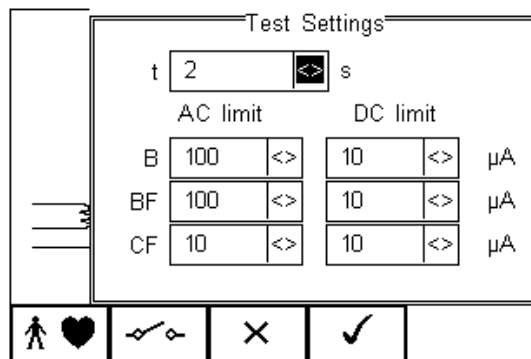 Test Settings
t 2 <> s
AC limit DC limit
B 100 <> 10 <> µA
BF 100 <> 10 <> µA
CF 10 <> 10 <> µA